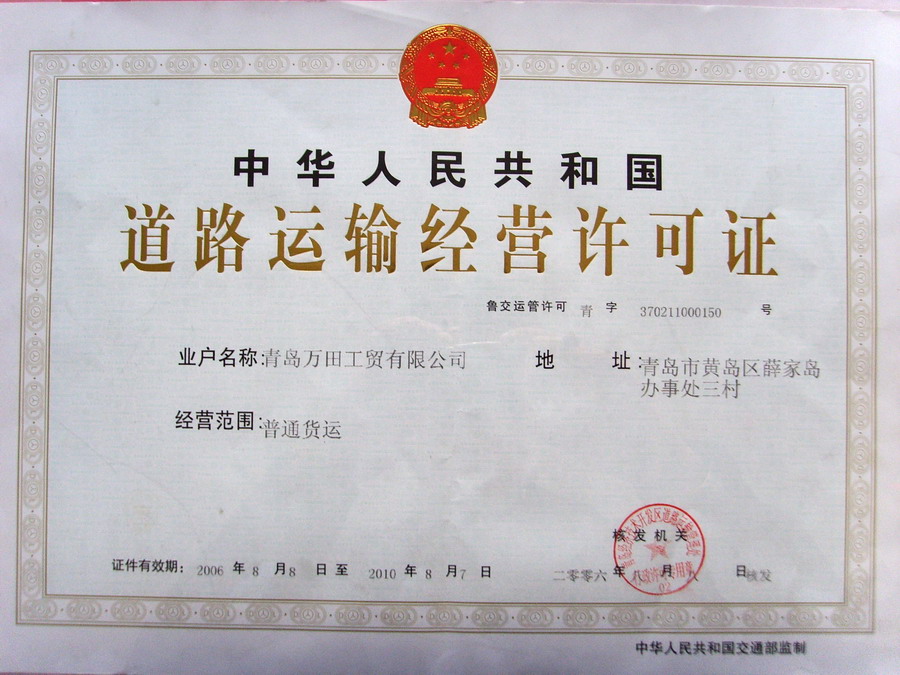 中华人民共和国
道路运输经营许可证
鲁交运管许可 青 字 370211000150 号
业户名称:青岛万田工贸有限公司
地 址:青岛市黄岛区薛家岛
办事处三村
经营范围:普通货运
核发机关
证件有效期: 2006 年 8 月 8 日至 2010 年 8 月 7 日
二零零六 年 八 月 八 日 核发
中华人民共和国交通部监制